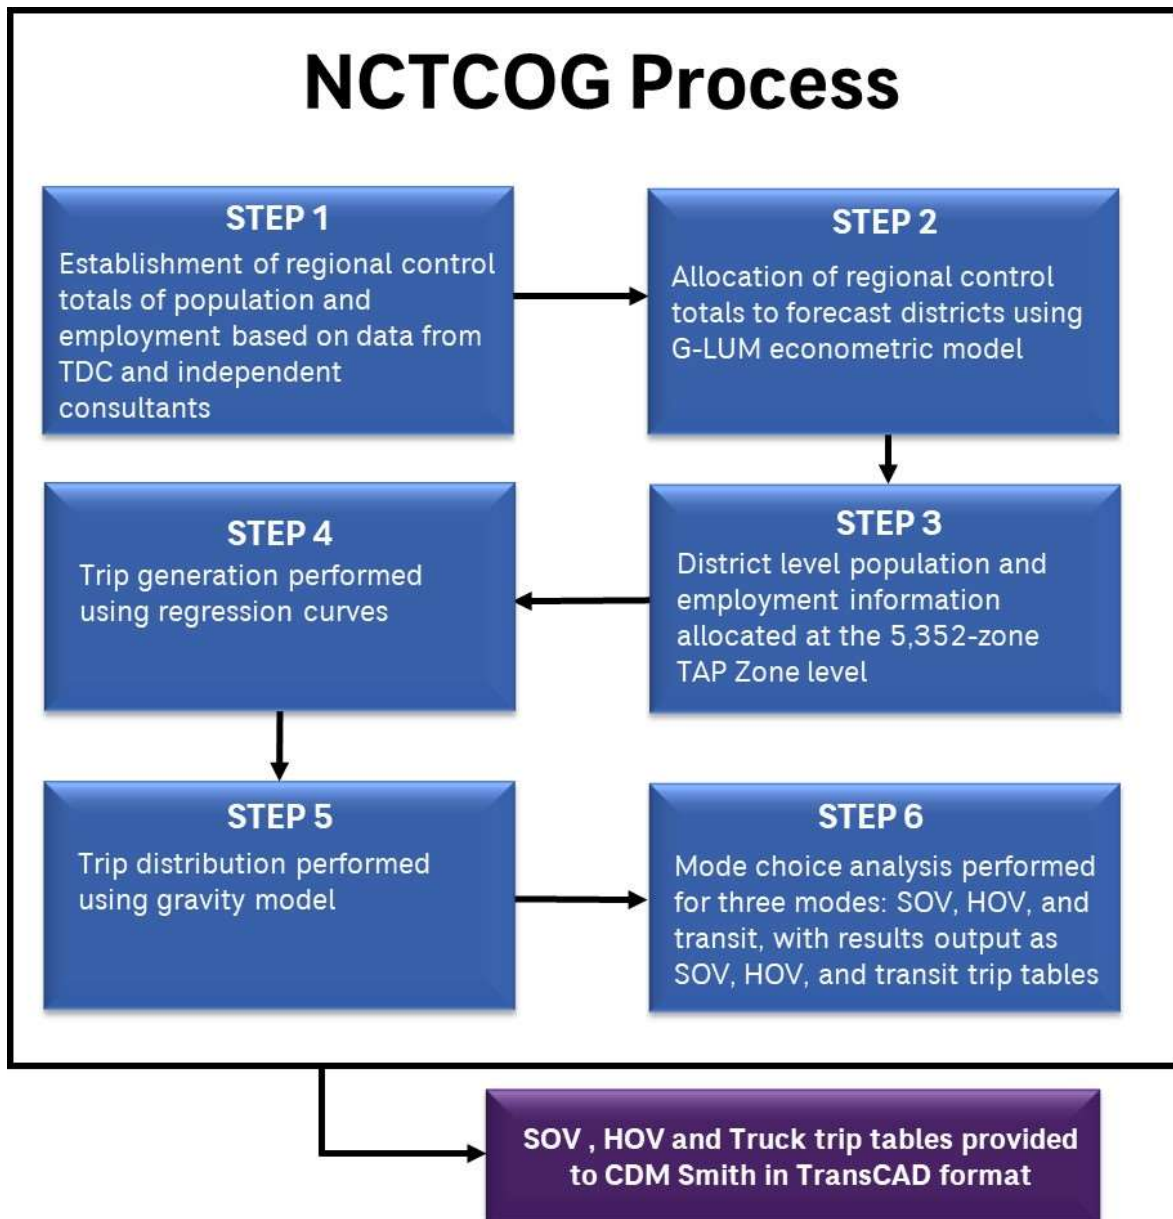 NCTCOG Process
STEP 1
Establishment of regional control
totals of population and
employment based on data from
TDC and independent
consultants
STEP 2
Allocation of regional control
totals to forecast districts using
G-LUM econometric model
STEP 3
District level population and
employment information
allocated at the 5,352-zone
TAP Zone level
STEP 4
Trip generation performed
using regression curves
STEP 5
Trip distribution performed
using gravity model
STEP 6
Mode choice analysis performed
for three modes: SOV, HOV, and
transit, with results output as
SOV, HOV, and transit trip tables
SOV , HOV and Truck trip tables provided
to CDM Smith in TransCAD format